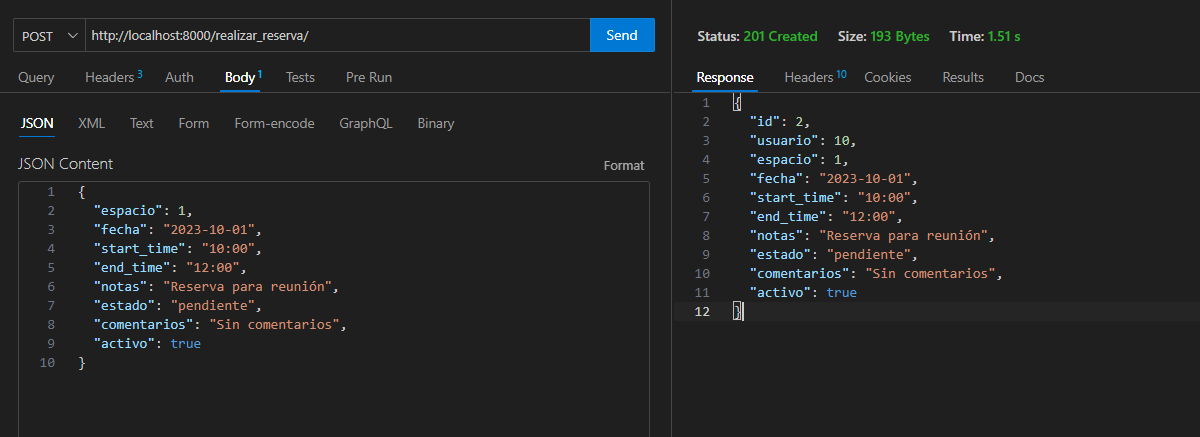 POST http://localhost:8000/realizar_reserva/ Send
Query Headers 3 Auth Body 1 Tests Pre Run
JSON XML Text Form Form-encode GraphQL Binary
JSON Content Format
1 {
2 "espacio": 1,
3 "fecha": "2023-10-01",
4 "start_time": "10:00",
5 "end_time": "12:00",
6 "notas": "Reserva para reunión",
7 "estado": "pendiente",
8 "comentarios": "Sin comentarios",
9 "activo": true
10 }
Status: 201 Created Size: 193 Bytes Time: 1.51 s
Response Headers 10 Cookies Results Docs
1 {
2 "id": 2,
3 "usuario": 10,
4 "espacio": 1,
5 "fecha": "2023-10-01",
6 "start_time": "10:00",
7 "end_time": "12:00",
8 "notas": "Reserva para reunión",
9 "estado": "pendiente",
10 "comentarios": "Sin comentarios",
11 "activo": true
12 }